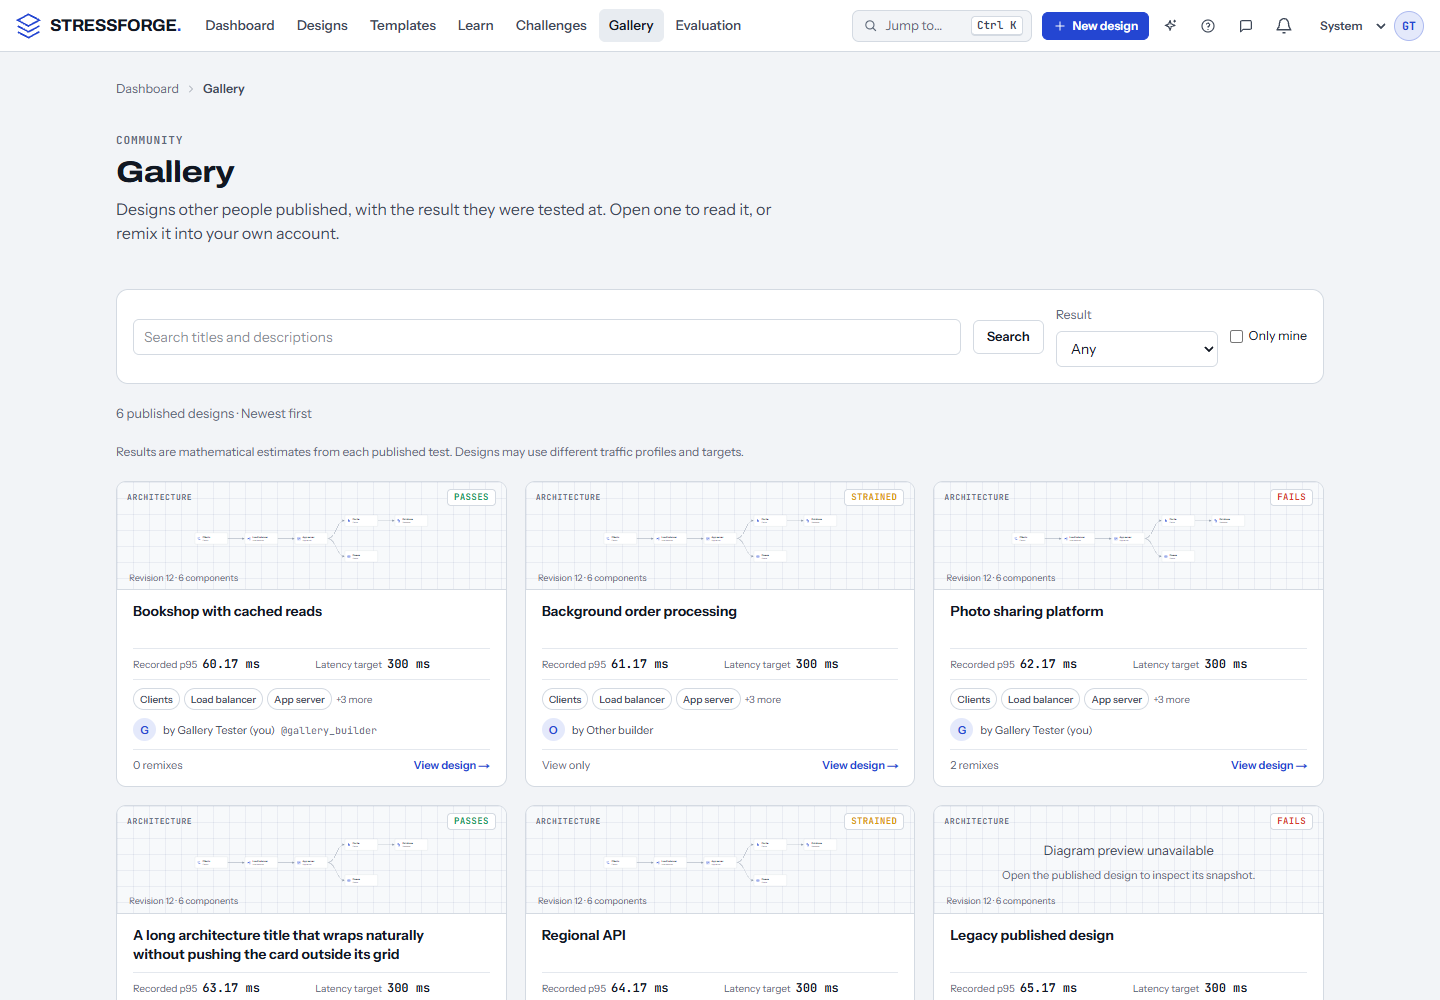 STRESSFORGE.
Dashboard
Designs
Templates
Learn
Challenges
Gallery
Evaluation
Jump to...
Ctrl K
+ New design
System
GT
Dashboard > Gallery
COMMUNITY
Gallery
Designs other people published, with the result they were tested at. Open one to read it, or
remix it into your own account.
Result
Search titles and descriptions
Search
Any
Only mine
6 published designs · Newest first
Results are mathematical estimates from each published test. Designs may use different traffic profiles and targets.
ARCHITECTURE
PASSES
Revision 12 · 6 components
Bookshop with cached reads
Recorded p95 60.17 ms
Latency target 300 ms
Clients
Load balancer
App server
+3 more
G
by Gallery Tester (you) @gallery_builder
0 remixes
View design →
ARCHITECTURE
STRAINED
Revision 12 · 6 components
Background order processing
Recorded p95 61.17 ms
Latency target 300 ms
Clients
Load balancer
App server
+3 more
O
by Other builder
View only
View design →
ARCHITECTURE
FAILS
Revision 12 · 6 components
Photo sharing platform
Recorded p95 62.17 ms
Latency target 300 ms
Clients
Load balancer
App server
+3 more
G
by Gallery Tester (you)
2 remixes
View design →
ARCHITECTURE
PASSES
Revision 12 · 6 components
A long architecture title that wraps naturally
without pushing the card outside its grid
Recorded p95 63.17 ms
Latency target 300 ms
ARCHITECTURE
STRAINED
Revision 12 · 6 components
Regional API
Recorded p95 64.17 ms
Latency target 300 ms
ARCHITECTURE
FAILS
Diagram preview unavailable
Open the published design to inspect its snapshot.
Revision 12 · 6 components
Legacy published design
Recorded p95 65.17 ms
Latency target 300 ms